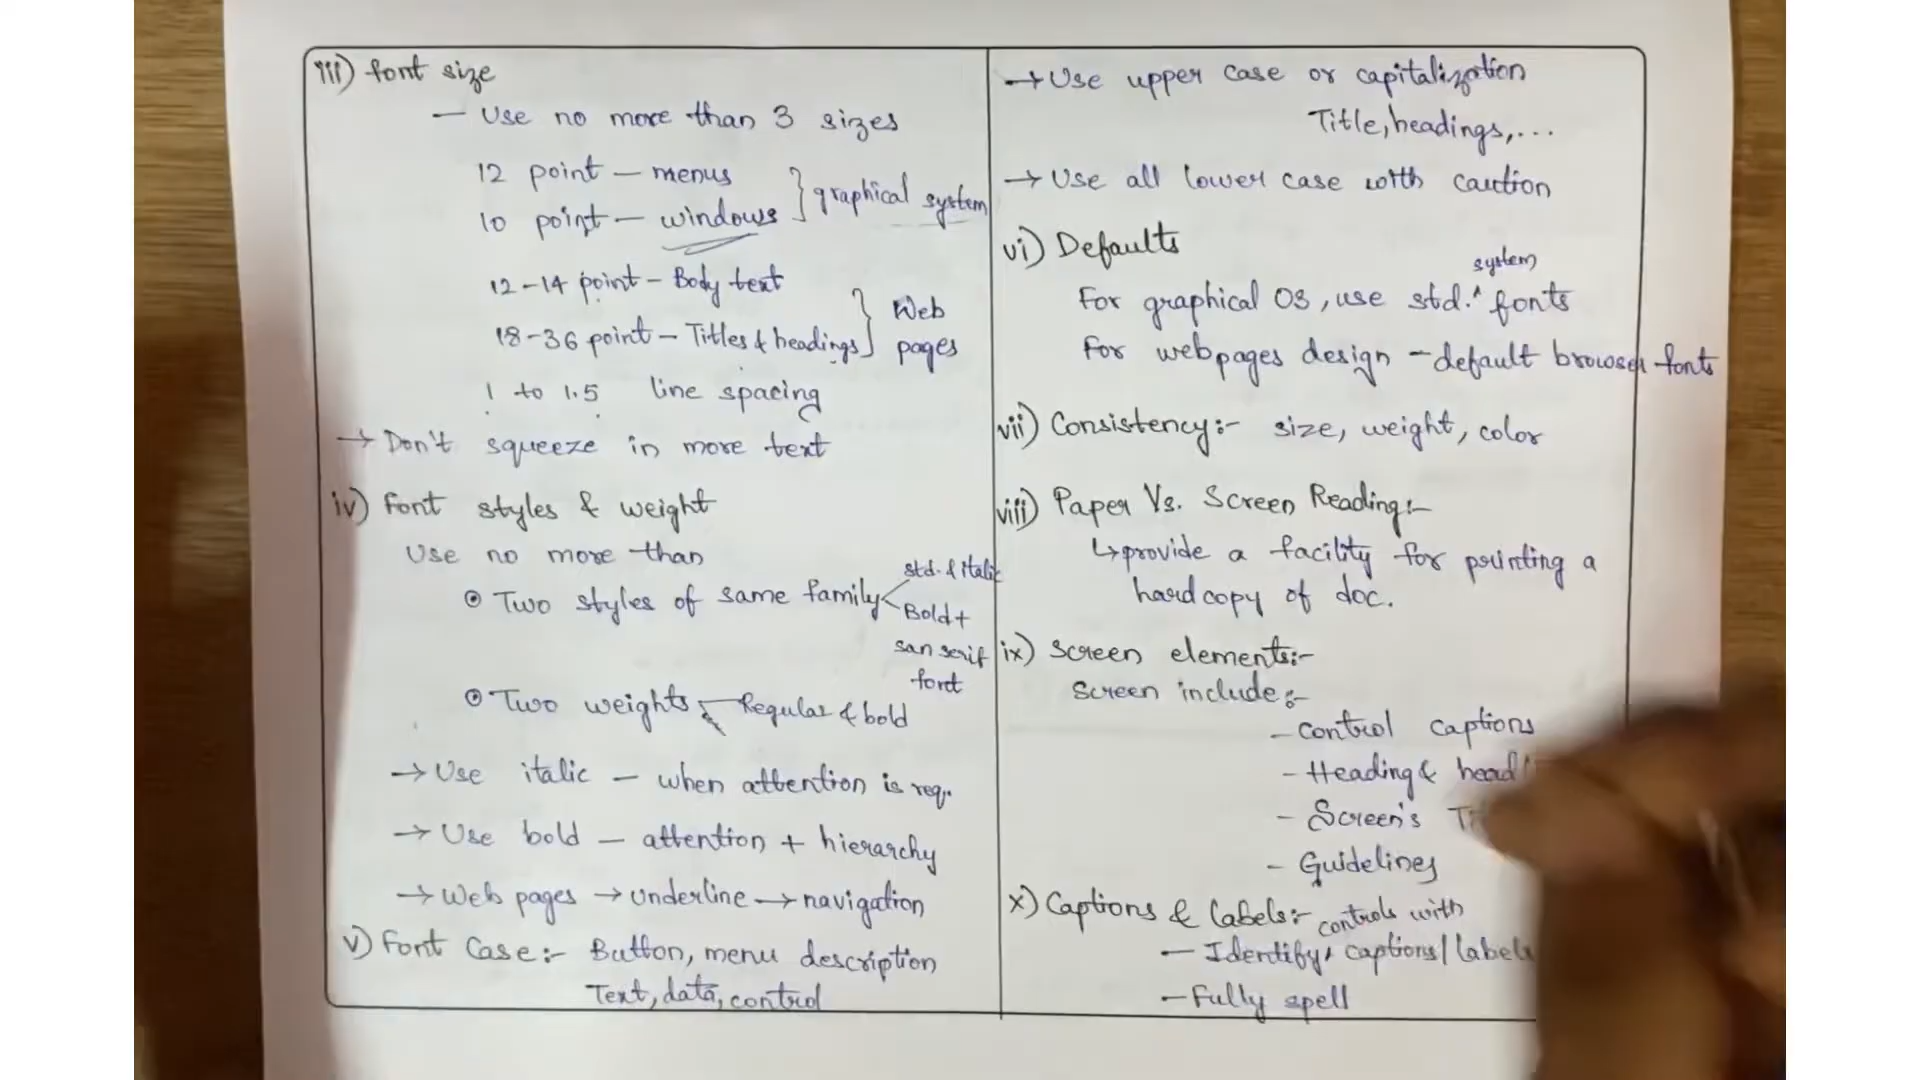 iii) font size
— Use no more than 3 sizes
12 point — menus
10 point — windows
} graphical system
12-14 point — Body text
18-36 point — Titles & headings
} Web pages
1 to 1.5 line spacing
→ Don't squeeze in more text
iv) Font styles & weight
Use no more than
⊙ Two styles of same family < std. & italic
Bold +
san serif
font
⊙ Two weights Regular & bold
→ Use italic — when attention is req.
→ Use bold — attention + hierarchy
→ Web pages → underline → navigation
v) Font Case:- Button, menu description
Text, data, control
→ Use upper case or capitalization
Title, headings, ...
→ Use all lower case with caution
vi) Defaults
For graphical OS, use std. ^ system fonts
For webpages design — default browser fonts
vii) Consistency:- size, weight, color
viii) Paper Vs. Screen Reading:-
↳ provide a facility for printing a
hard copy of doc.
ix) Screen elements:-
Screen include:-
— Control captions
- Heading &
- Screen's
- Guidelines
x) Captions & Labels:-
— Identify, controls with captions/labels
— Fully spell